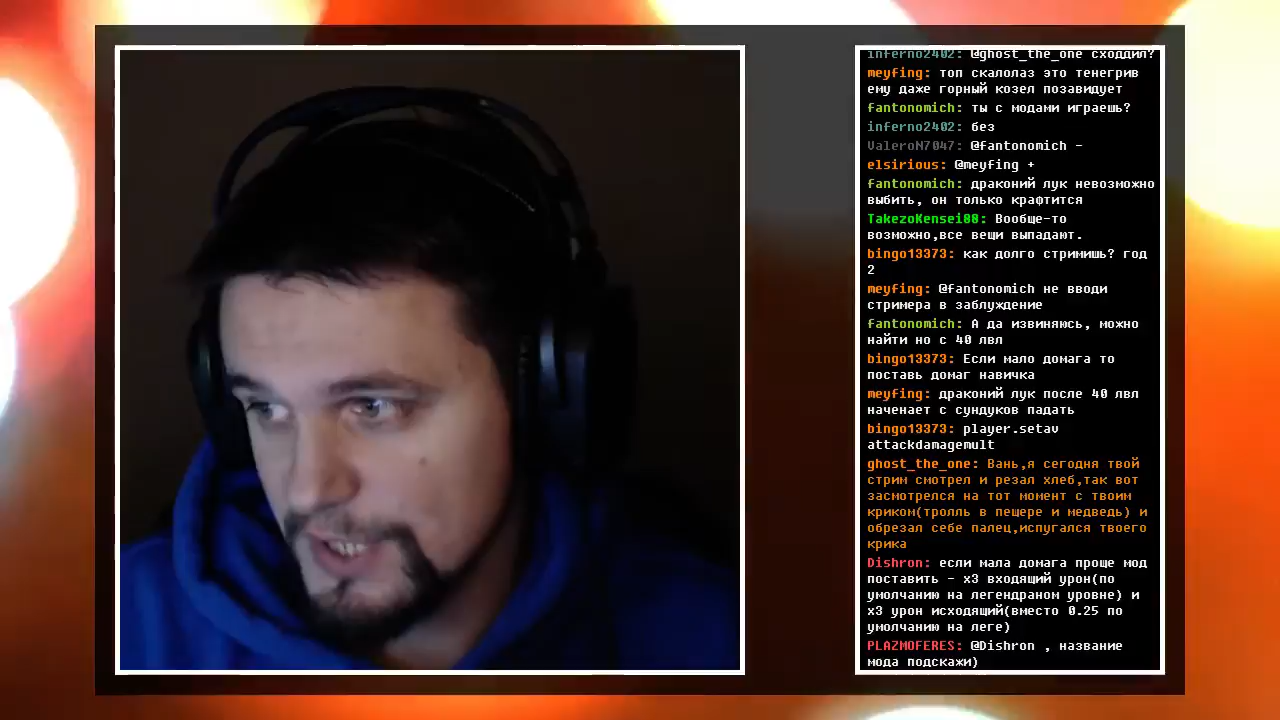 inferno2402: @ghost_the_one сходдил?
meyfing: топ скалолаз это тенегрив
ему даже горный козел позавидует
fantonomich: ты с модами играешь?
inferno2402: без
ValeroN7047: @fantonomich -
elsirious: @meyfing +
fantonomich: драконий лук невозможно
выбить, он только крафтится
TakezoKensei00: Вообще-то
возможно,все вещи выпадают.
bingo13373: как долго стримишь? год
2
meyfing: @fantonomich не вводи
стримера в заблуждение
fantonomich: А да извиняюсь, можно
найти но с 40 лвл
bingo13373: Если мало домага то
поставь домаг навичка
meyfing: драконий лук после 40 лвл
наченает с сундуков падать
bingo13373: player.setav
attackdamagemult
ghost_the_one: Вань,я сегодня твой
стрим смотрел и резал хлеб,так вот
засмотрелся на тот момент с твоим
криком(тролль в пещере и медведь) и
обрезал себе палец,испугался твоего
крика
Dishron: если мала домага проще мод
поставить - х3 входящий урон(по
умолчанию на легендраном уровне) и
х3 урон исходящий(вместо 0.25 по
умолчанию на леге)
PLAZMOFERES: @Dishron , название
мода подскажи)